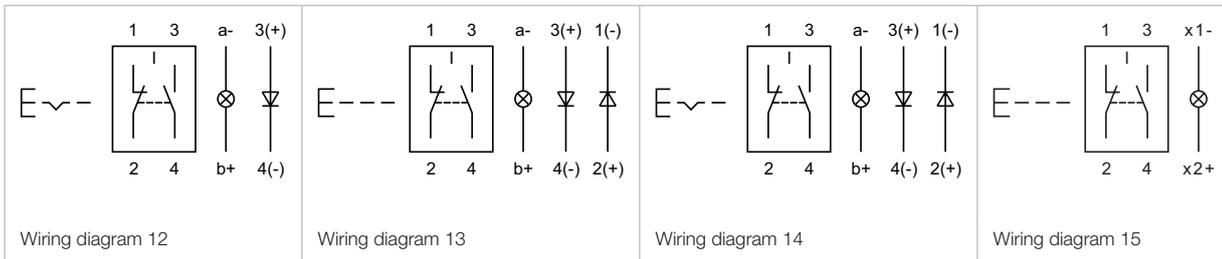 1 3 a- 3(+)
2 4 b+ 4(-)
Wiring diagram 12
1 3 a- 3(+) 1(-)
2 4 b+ 4(-) 2(+)
Wiring diagram 13
1 3 a- 3(+) 1(-)
2 4 b+ 4(-) 2(+)
Wiring diagram 14
1 3 x1-
2 4 x2+
Wiring diagram 15